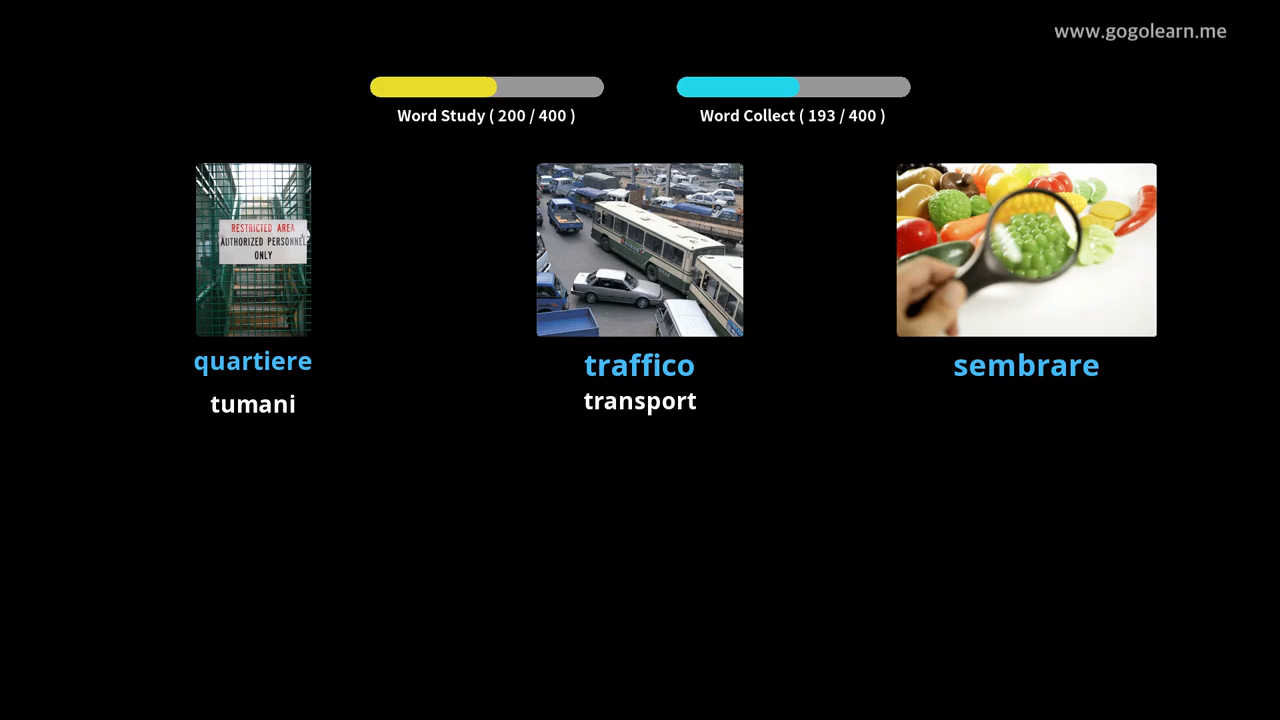 www.gogolearn.me
Word Study ( 200 / 400 )
Word Collect ( 193 / 400 )
RESTRICTED AREA
AUTHORIZED PERSONNEL
ONLY
quartiere
traffico
sembrare
tumani
transport